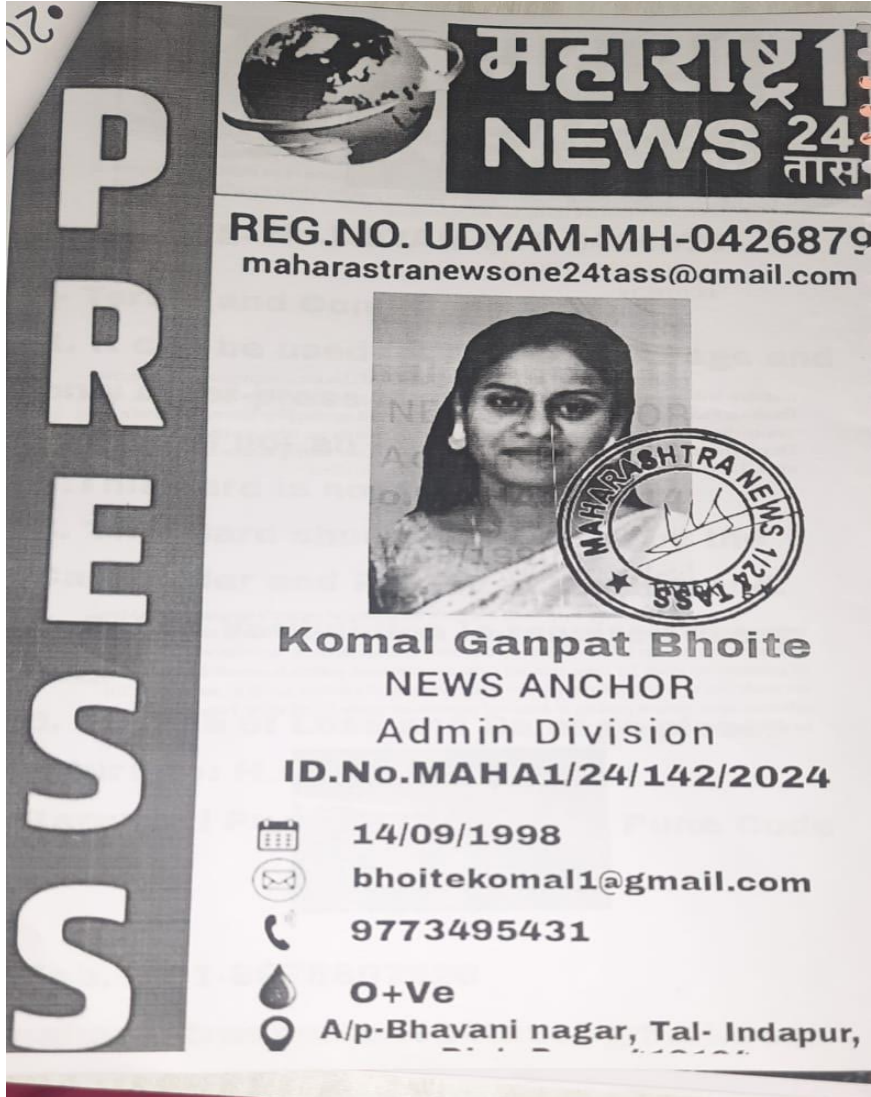 महाराष्ट्र 1
NEWS 24
तास
PRESS
REG.NO. UDYAM-MH-0426879
maharastranewsone24tass@gmail.com
MAHARASHTRA NEWS 1/24 TASS
Komal Ganpat Bhoite
NEWS ANCHOR
Admin Division
ID.No.MAHA1/24/142/2024
14/09/1998
bhoitekomal1@gmail.com
9773495431
O+Ve
A/p-Bhavani nagar, Tal- Indapur,